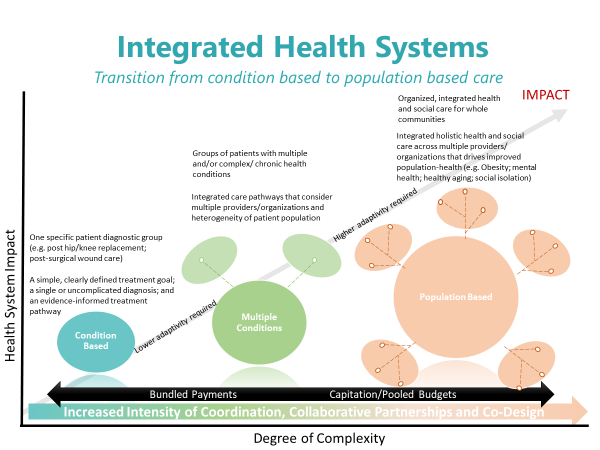 Integrated Health Systems
Transition from condition based to population based care
IMPACT
Organized, integrated health
and social care for whole
communities
Integrated holistic health and social
care across multiple providers/
organizations that drives improved
population-health (e.g. Obesity; mental
health; healthy aging; social isolation)
Groups of patients with multiple
and/or complex/ chronic health
conditions
Integrated care pathways that consider
multiple providers/organizations and
heterogeneity of patient population
Higher adaptivity required
One specific patient diagnostic group
(e.g. post hip/knee replacement;
post-surgical wound care)
A simple, clearly defined treatment goal;
a single or uncomplicated diagnosis; and
an evidence-informed treatment
pathway
Lower adaptivity required
Condition
Based
Multiple
Conditions
Population Based
Health System Impact
Bundled Payments
Capitation/Pooled Budgets
Increased Intensity of Coordination, Collaborative Partnerships and Co-Design
Degree of Complexity